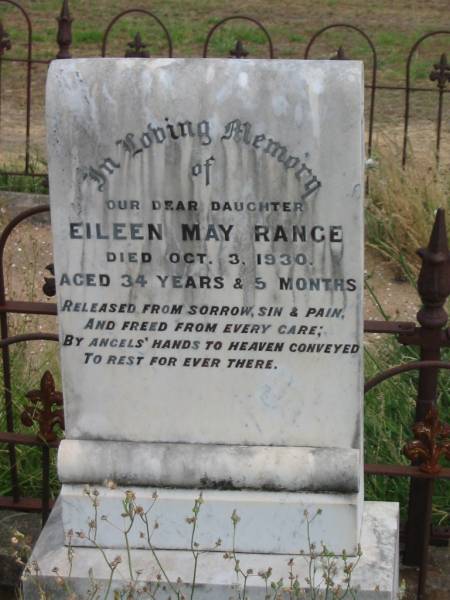 In Loving Memory
of
OUR DEAR DAUGHTER
EILEEN MAY RANGE
DIED OCT. 3, 1930.
AGED 34 YEARS & 5 MONTHS
RELEASED FROM SORROW, SIN & PAIN,
AND FREED FROM EVERY CARE;
BY ANGELS' HANDS TO HEAVEN CONVEYED
TO REST FOR EVER THERE.